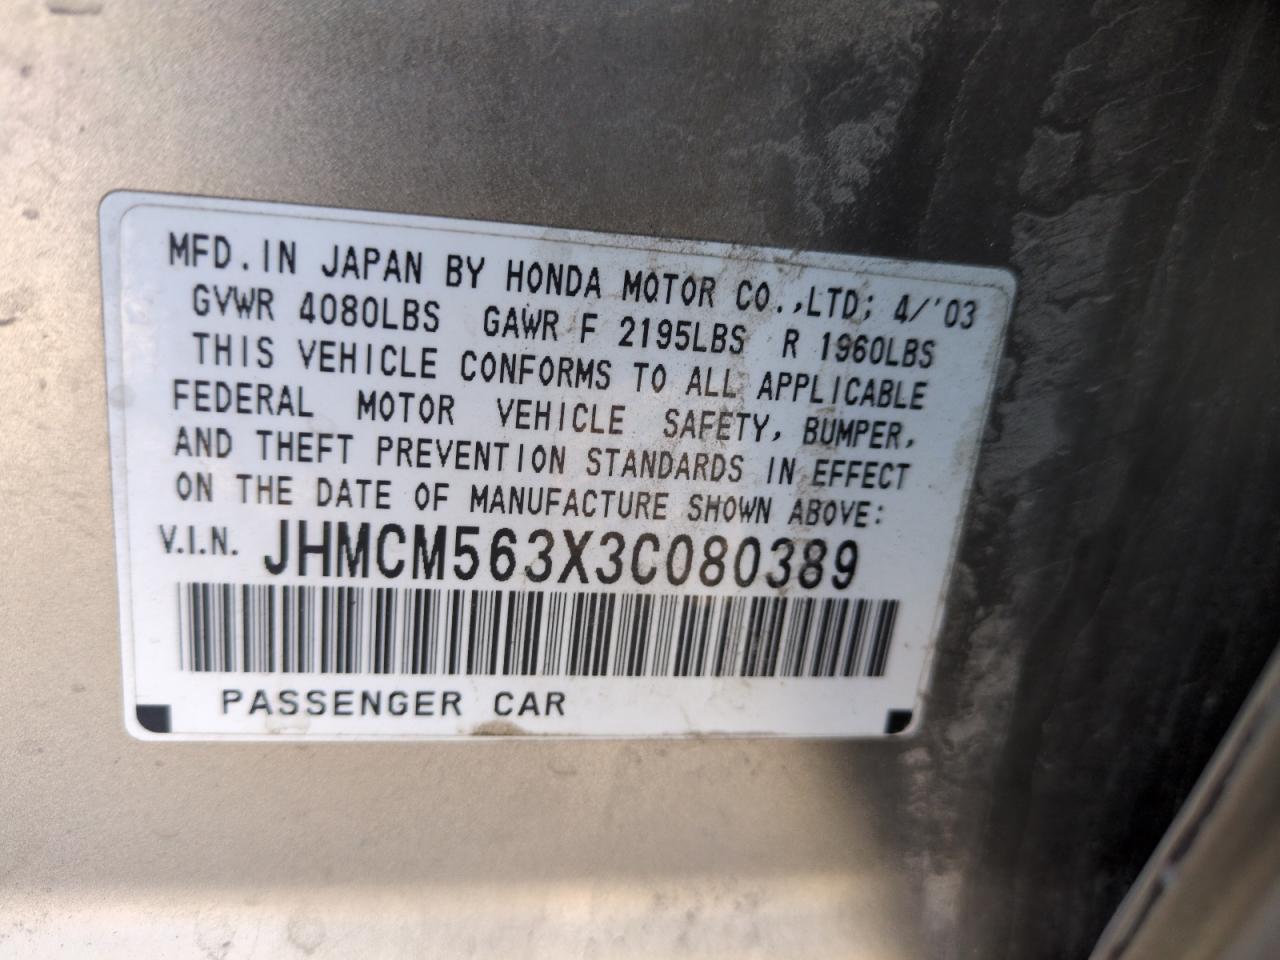 MFD. IN JAPAN BY HONDA MOTOR CO.,LTD; 4/'03
GVWR 4080LBS GAWR F 2195LBS R 1960LBS
THIS VEHICLE CONFORMS TO ALL APPLICABLE
FEDERAL MOTOR VEHICLE SAFETY, BUMPER,
AND THEFT PREVENTION STANDARDS IN EFFECT
ON THE DATE OF MANUFACTURE SHOWN ABOVE:
V.I.N. JHMCM563X3C080389
PASSENGER CAR